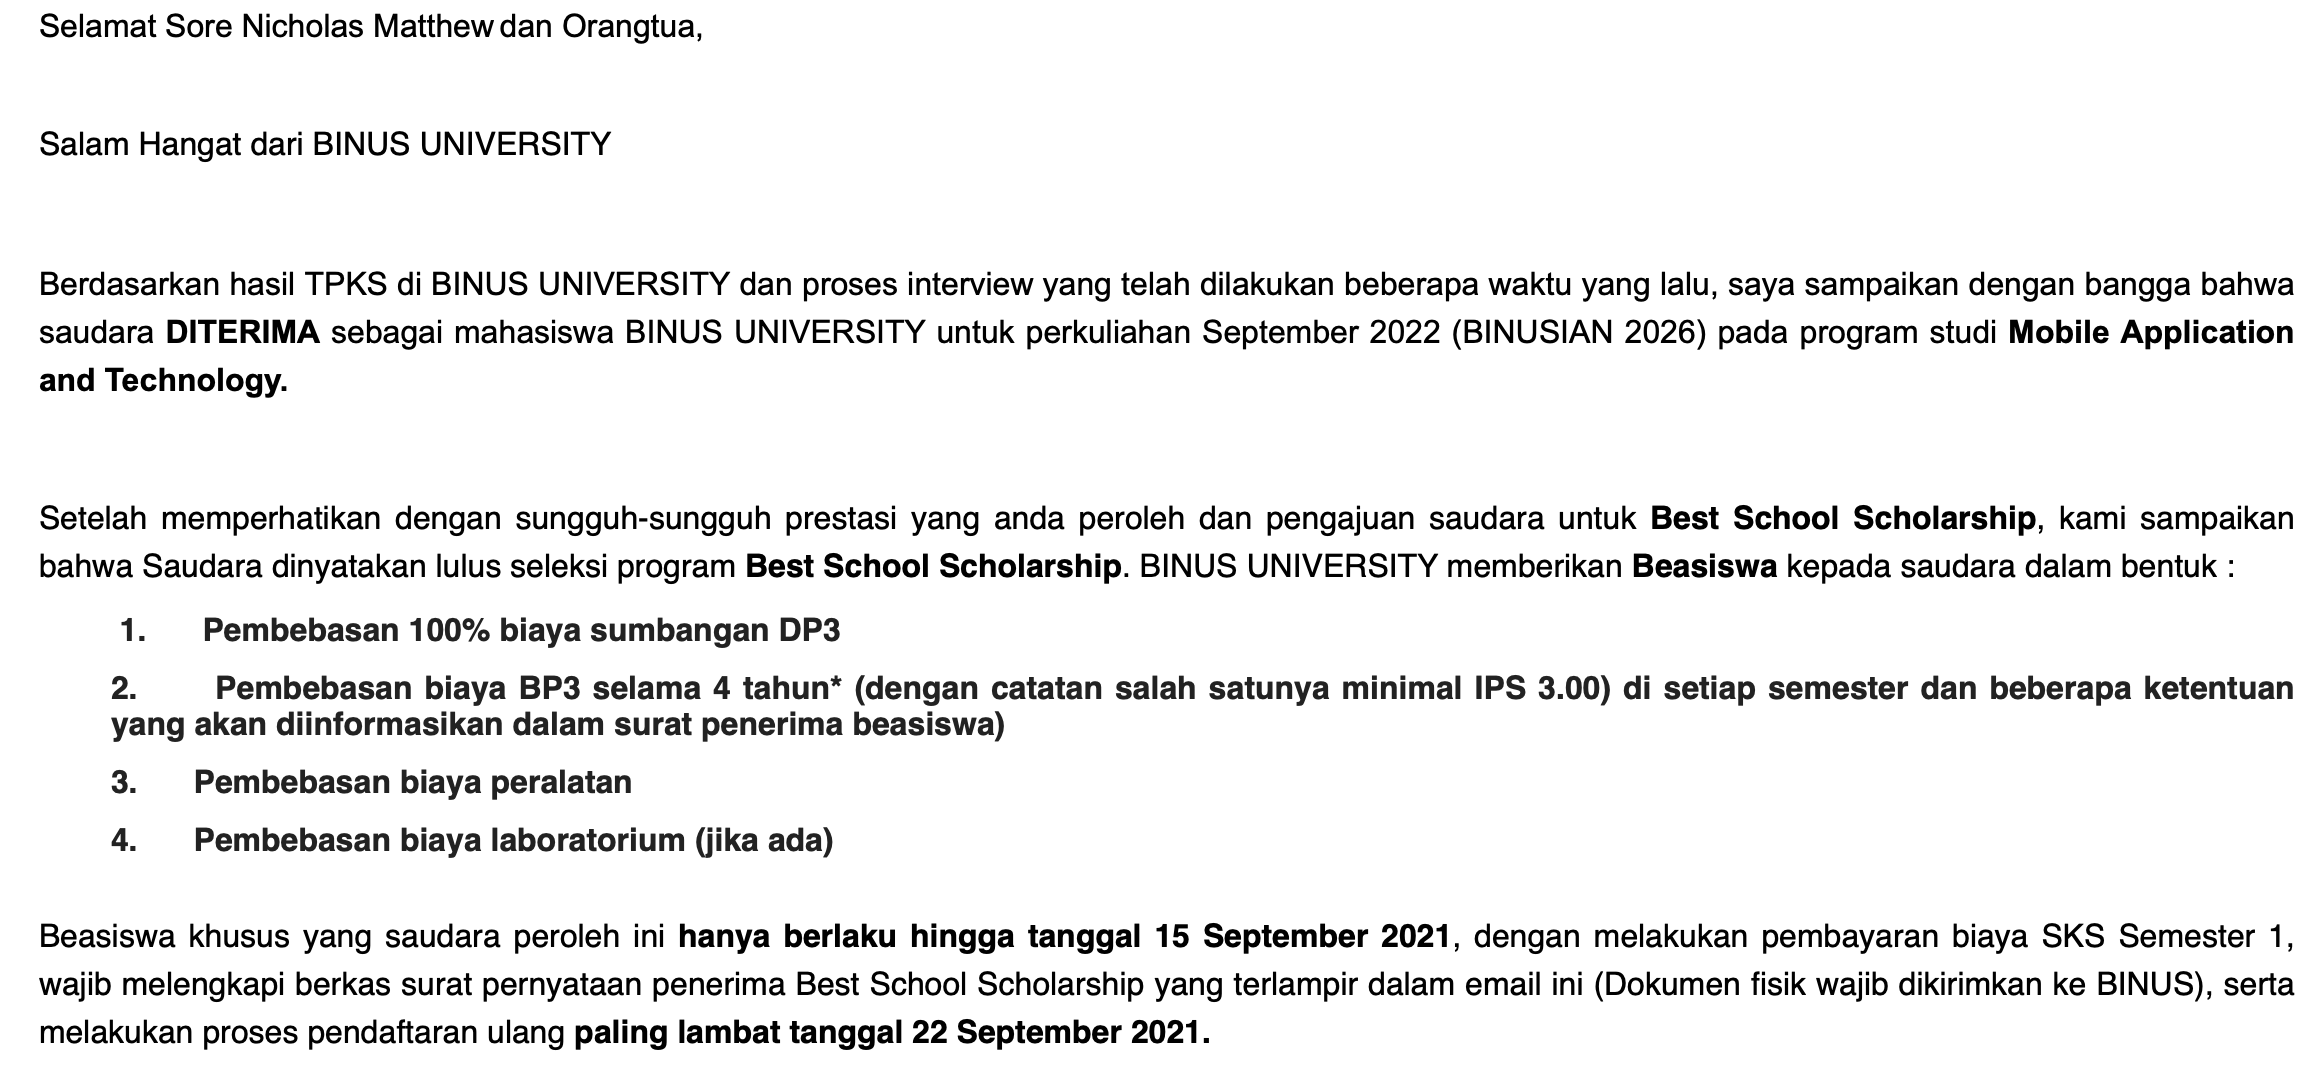 Selamat Sore Nicholas Matthew dan Orangtua,
Salam Hangat dari BINUS UNIVERSITY
Berdasarkan hasil TPKS di BINUS UNIVERSITY dan proses interview yang telah dilakukan beberapa waktu yang lalu, saya sampaikan dengan bangga bahwa
saudara DITERIMA sebagai mahasiswa BINUS UNIVERSITY untuk perkuliahan September 2022 (BINUSIAN 2026) pada program studi Mobile Application
and Technology.
Setelah memperhatikan dengan sungguh-sungguh prestasi yang anda peroleh dan pengajuan saudara untuk Best School Scholarship, kami sampaikan
bahwa Saudara dinyatakan lulus seleksi program Best School Scholarship. BINUS UNIVERSITY memberikan Beasiswa kepada saudara dalam bentuk :
1. Pembebasan 100% biaya sumbangan DP3
2. Pembebasan biaya BP3 selama 4 tahun* (dengan catatan salah satunya minimal IPS 3.00) di setiap semester dan beberapa ketentuan
yang akan diinformasikan dalam surat penerima beasiswa)
3. Pembebasan biaya peralatan
4. Pembebasan biaya laboratorium (jika ada)
Beasiswa khusus yang saudara peroleh ini hanya berlaku hingga tanggal 15 September 2021, dengan melakukan pembayaran biaya SKS Semester 1,
wajib melengkapi berkas surat pernyataan penerima Best School Scholarship yang terlampir dalam email ini (Dokumen fisik wajib dikirimkan ke BINUS), serta
melakukan proses pendaftaran ulang paling lambat tanggal 22 September 2021.